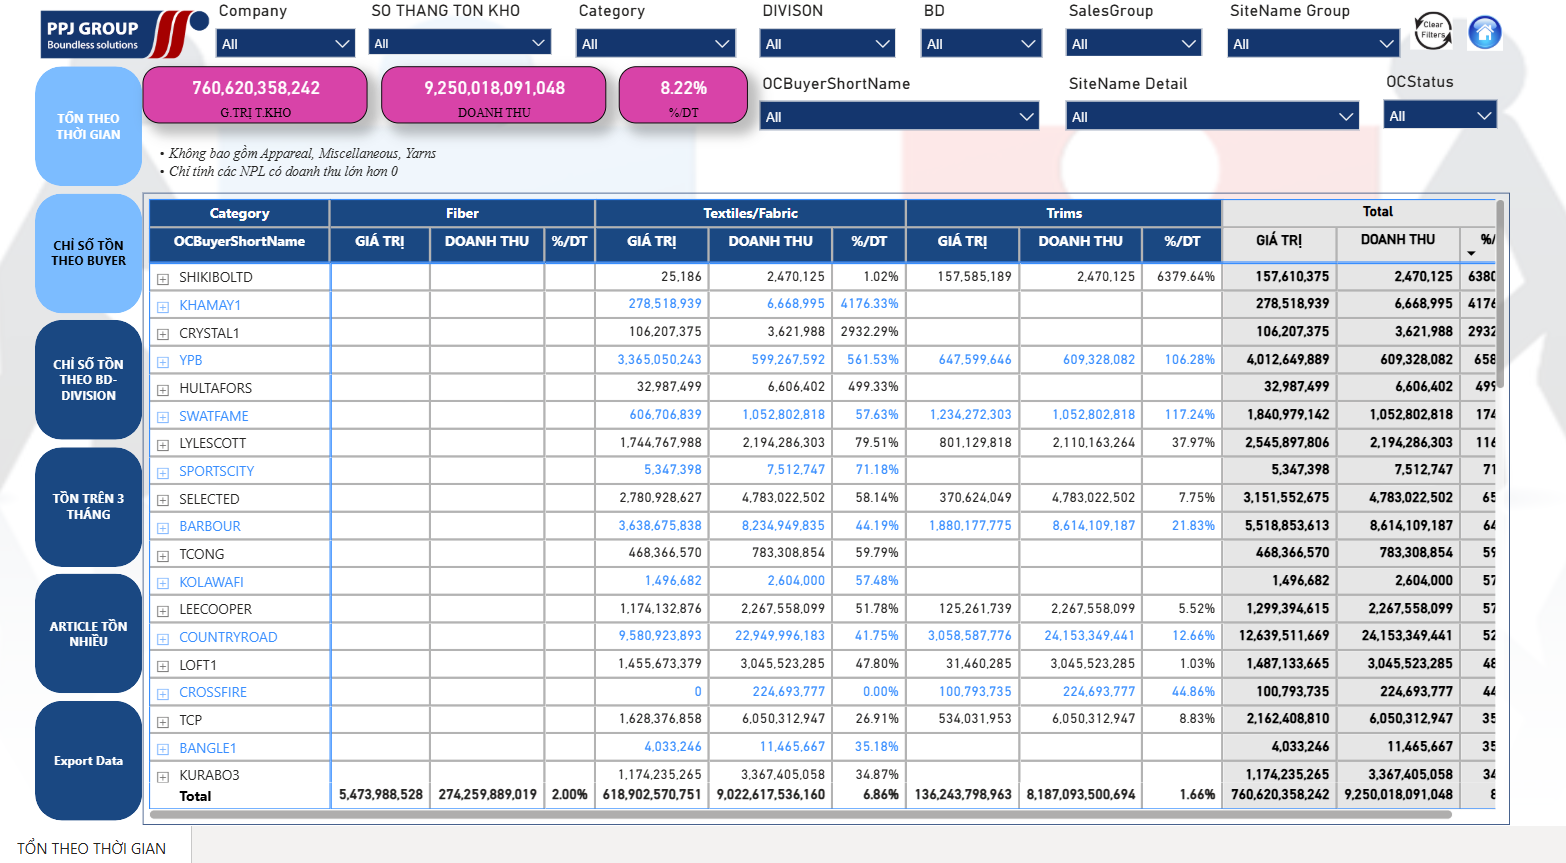 PPJ GROUP
Boundless solutions
Company
All
SO THANG TON KHO
All
Category
All
DIVISON
All
BD
All
SalesGroup
All
SiteName Group
All
Clear Filters
760,620,358,242
G.TRỊ T.KHO
9,250,018,091,048
DOANH THU
8.22%
%/DT
OCBuyerShortName
All
SiteName Detail
All
OCStatus
All
• Không bao gồm Appareal, Miscellaneous, Yarns
• Chỉ tính các NPL có doanh thu lớn hơn 0
TỒN THEO
THỜI GIAN
CHỈ SỐ TỒN
THEO BUYER
CHỈ SỐ TỒN
THEO BD-
DIVISION
TỒN TRÊN 3
THÁNG
ARTICLE TỒN
NHIỀU
Export Data
Category Fiber Textiles/Fabric Trims Total
OCBuyerShortName GIÁ TRỊ DOANH THU %/DT GIÁ TRỊ DOANH THU %/DT GIÁ TRỊ DOANH THU %/DT GIÁ TRỊ DOANH THU %/
SHIKIBOLTD 25,186 2,470,125 1.02% 157,585,189 2,470,125 6379.64% 157,610,375 2,470,125 6380
KHAMAY1 278,518,939 6,668,995 4176.33% 278,518,939 6,668,995 4176
CRYSTAL1 106,207,375 3,621,988 2932.29% 106,207,375 3,621,988 2932
YPB 3,365,050,243 599,267,592 561.53% 647,599,646 609,328,082 106.28% 4,012,649,889 609,328,082 658
HULTAFORS 32,987,499 6,606,402 499.33% 32,987,499 6,606,402 499
SWATFAME 606,706,839 1,052,802,818 57.63% 1,234,272,303 1,052,802,818 117.24% 1,840,979,142 1,052,802,818 174
LYLESCOTT 1,744,767,988 2,194,286,303 79.51% 801,129,818 2,110,163,264 37.97% 2,545,897,806 2,194,286,303 116
SPORTSCITY 5,347,398 7,512,747 71.18% 5,347,398 7,512,747 71
SELECTED 2,780,928,627 4,783,022,502 58.14% 370,624,049 4,783,022,502 7.75% 3,151,552,675 4,783,022,502 65
BARBOUR 3,638,675,838 8,234,949,835 44.19% 1,880,177,775 8,614,109,187 21.83% 5,518,853,613 8,614,109,187 64
TCONG 468,366,570 783,308,854 59.79% 468,366,570 783,308,854 59
KOLAWAFI 1,496,682 2,604,000 57.48% 1,496,682 2,604,000 57
LEECOOPER 1,174,132,876 2,267,558,099 51.78% 125,261,739 2,267,558,099 5.52% 1,299,394,615 2,267,558,099 57
COUNTRYROAD 9,580,923,893 22,949,996,183 41.75% 3,058,587,776 24,153,349,441 12.66% 12,639,511,669 24,153,349,441 52
LOFT1 1,455,673,379 3,045,523,285 47.80% 31,460,285 3,045,523,285 1.03% 1,487,133,665 3,045,523,285 48
CROSSFIRE 0 224,693,777 0.00% 100,793,735 224,693,777 44.86% 100,793,735 224,693,777 44
TCP 1,628,376,858 6,050,312,947 26.91% 534,031,953 6,050,312,947 8.83% 2,162,408,810 6,050,312,947 35
BANGLE1 4,033,246 11,465,667 35.18% 4,033,246 11,465,667 35
KURABO3 1,174,235,265 3,367,405,058 34.87% 1,174,235,265 3,367,405,058 34
Total 5,473,988,528 274,259,889,019 2.00% 618,902,570,751 9,022,617,536,160 6.86% 136,243,798,963 8,187,093,500,694 1.66% 760,620,358,242 9,250,018,091,048 8
TỒN THEO THỜI GIAN